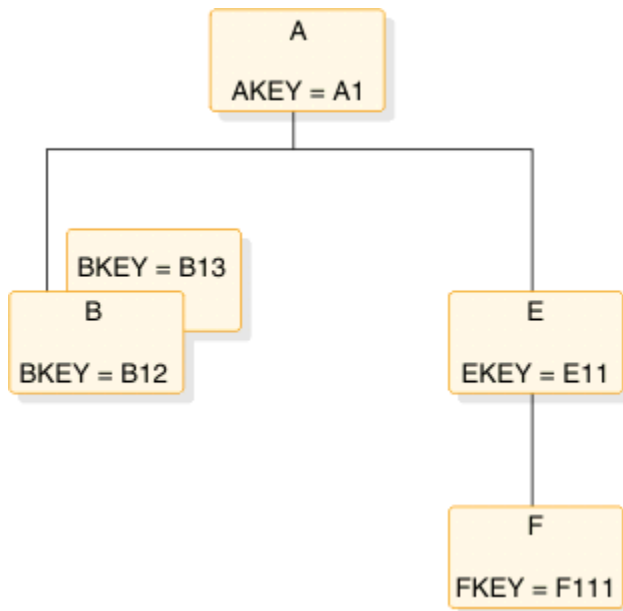 A
AKEY = A1
BKEY = B13
B
BKEY = B12
E
EKEY = E11
F
FKEY = F111